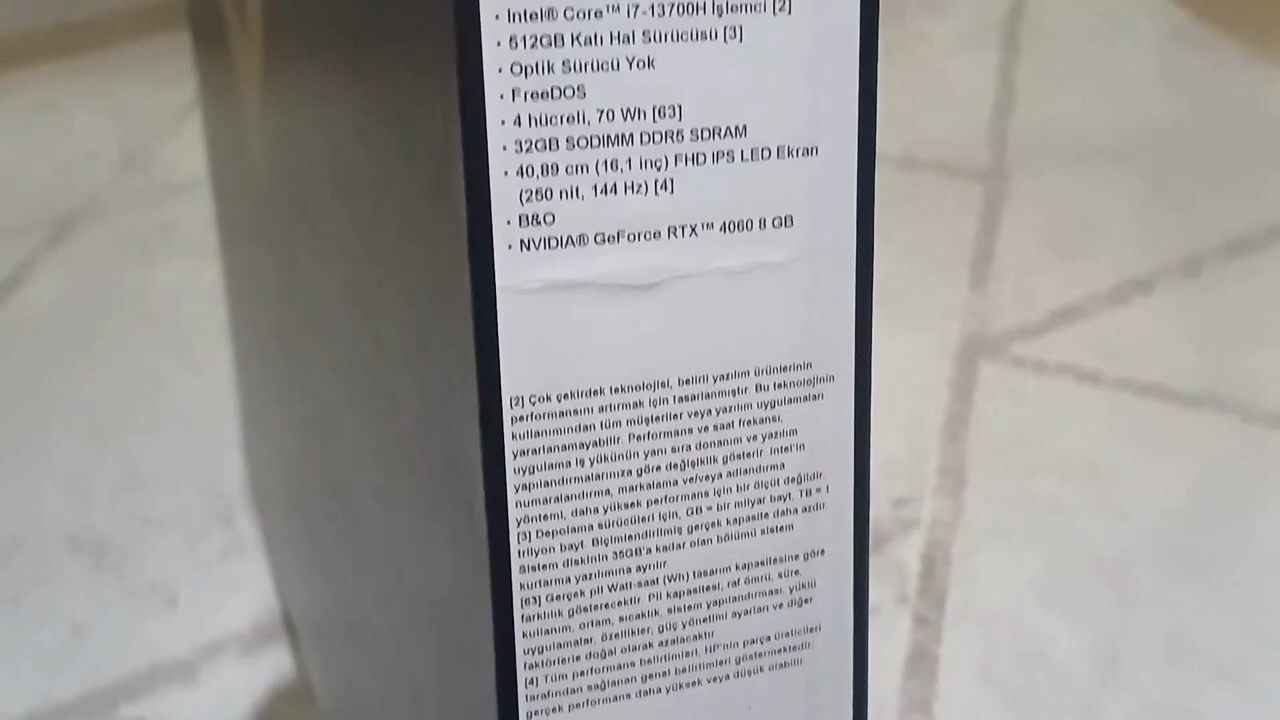 • Intel® Core™ i7-13700H İşlemci [2]
• 512GB Katı Hal Sürücüsü [3]
• Optik Sürücü Yok
• FreeDOS
• 4 hücreli, 70 Wh [63]
• 32GB SODIMM DDR5 SDRAM
• 40,89 cm (16,1 inç) FHD IPS LED Ekran
(250 nit, 144 Hz) [4]
• B&O
• NVIDIA® GeForce RTX™ 4060 8 GB
[2] Çok çekirdek teknolojisi, belirli yazılım ürünlerinin
performansını artırmak için tasarlanmıştır. Bu teknolojinin
kullanımından tüm müşteriler veya yazılım uygulamaları
yararlanamayabilir. Performans ve saat frekansı,
uygulama iş yükünün yanı sıra donanım ve yazılım
yapılandırmalarınıza göre değişiklik gösterir. Intel'in
numaralandırma, markalama ve/veya adlandırma
yöntemi, daha yüksek performans için bir ölçüt değildir.
[3] Depolama sürücüleri için, GB = bir milyar bayt. TB = 1
trilyon bayt. Biçimlendirilmiş gerçek kapasite daha azdır.
Sistem diskinin 35GB'a kadar olan bölümü sistem
kurtarma yazılımına ayrılır.
[63] Gerçek pil Watt-saat (Wh) tasarım kapasitesine göre
farklılık gösterecektir. Pil kapasitesi; raf ömrü, süre,
kullanım, ortam, sıcaklık, sistem yapılandırması, yüklü
uygulamalar, özellikler, güç yönetimi ayarları ve diğer
faktörlerle doğal olarak azalacaktır.
[4] Tüm performans belirtimleri, HP'nin parça üreticileri
tarafından sağlanan genel belirtimleri göstermektedir;
gerçek performans daha yüksek veya düşük olabilir.